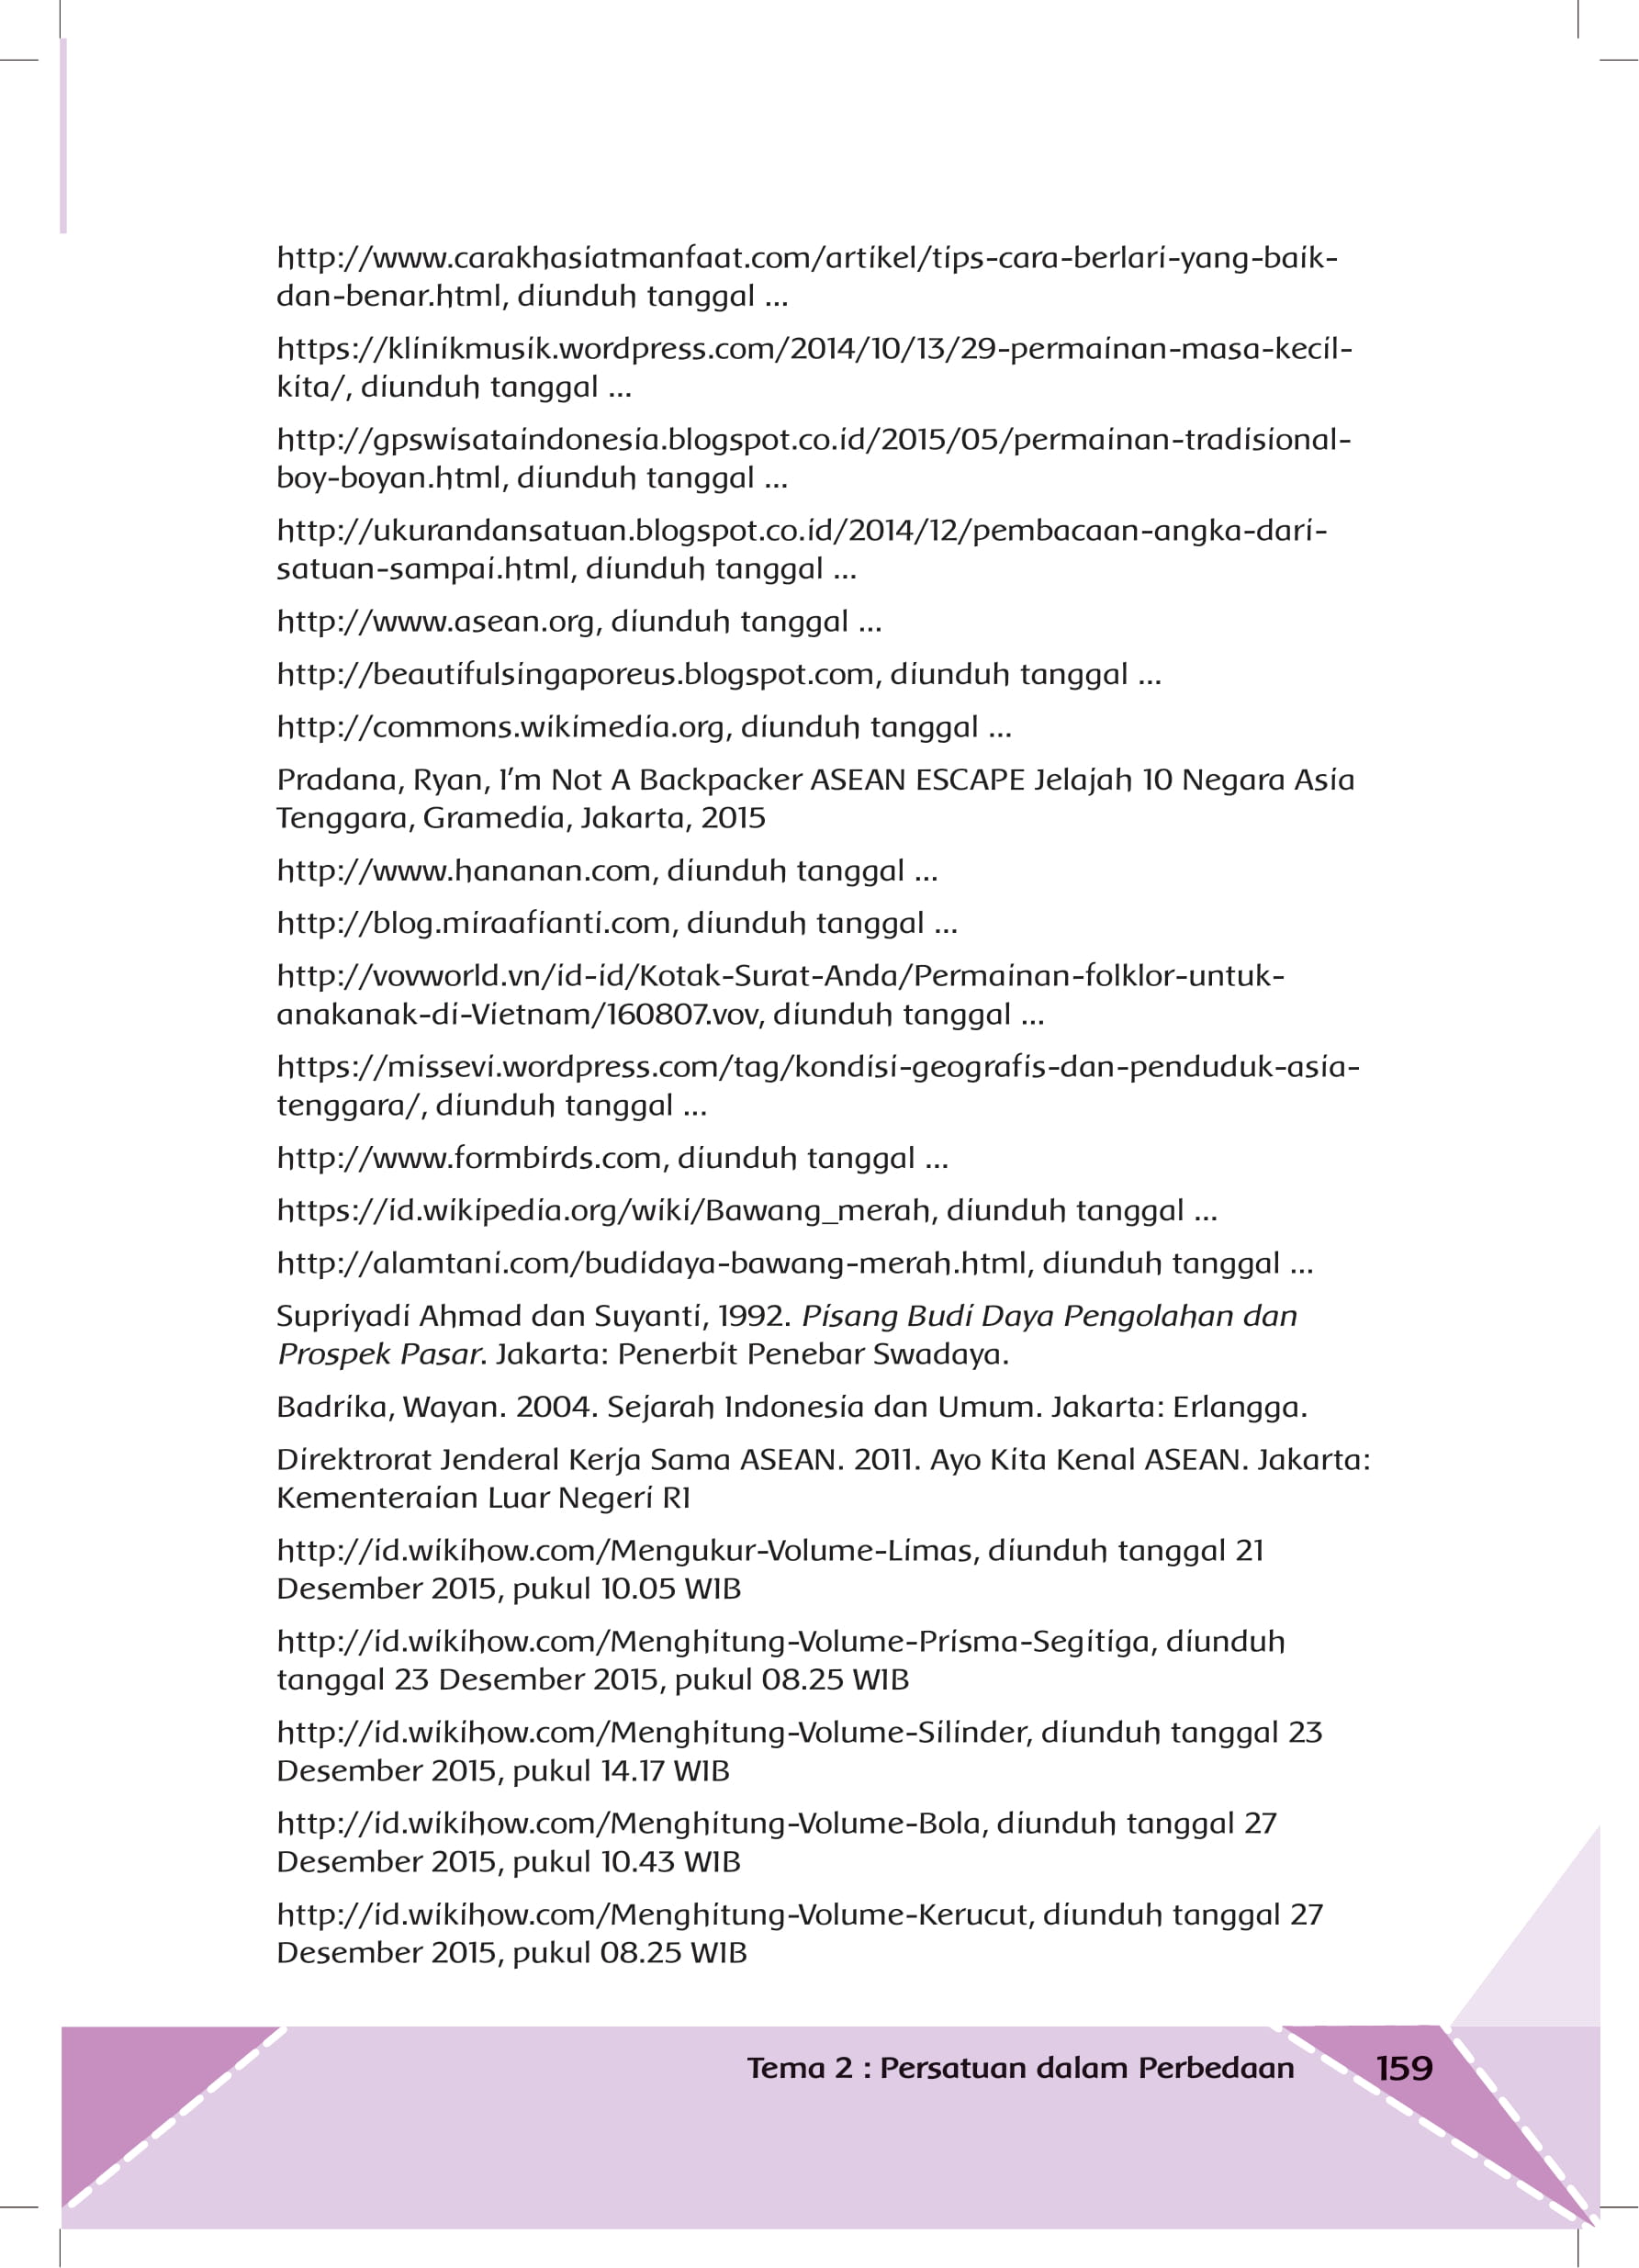 http://www.carakhasiatmanfaat.com/artikel/tips-cara-berlari-yang-baik-
dan-benar.html, diunduh tanggal ...
https://klinikmusik.wordpress.com/2014/10/13/29-permainan-masa-kecil-
kita/, diunduh tanggal ...
http://gpswisataindonesia.blogspot.co.id/2015/05/permainan-tradisional-
boy-boyan.html, diunduh tanggal ...
http://ukurandansatuan.blogspot.co.id/2014/12/pembacaan-angka-dari-
satuan-sampai.html, diunduh tanggal ...
http://www.asean.org, diunduh tanggal ...
http://beautifulsingaporeus.blogspot.com, diunduh tanggal ...
http://commons.wikimedia.org, diunduh tanggal ...
Pradana, Ryan, I'm Not A Backpacker ASEAN ESCAPE Jelajah 10 Negara Asia
Tenggara, Gramedia, Jakarta, 2015
http://www.hananan.com, diunduh tanggal ...
http://blog.miraafianti.com, diunduh tanggal ...
http://vovworld.vn/id-id/Kotak-Surat-Anda/Permainan-folklor-untuk-
anakanak-di-Vietnam/160807.vov, diunduh tanggal ...
https://missevi.wordpress.com/tag/kondisi-geografis-dan-penduduk-asia-
tenggara/, diunduh tanggal ...
http://www.formbirds.com, diunduh tanggal ...
https://id.wikipedia.org/wiki/Bawang_merah, diunduh tanggal ...
http://alamtani.com/budidaya-bawang-merah.html, diunduh tanggal ...
Supriyadi Ahmad dan Suyanti, 1992. Pisang Budi Daya Pengolahan dan
Prospek Pasar. Jakarta: Penerbit Penebar Swadaya.
Badrika, Wayan. 2004. Sejarah Indonesia dan Umum. Jakarta: Erlangga.
Direktrorat Jenderal Kerja Sama ASEAN. 2011. Ayo Kita Kenal ASEAN. Jakarta:
Kementeraian Luar Negeri RI
http://id.wikihow.com/Mengukur-Volume-Limas, diunduh tanggal 21
Desember 2015, pukul 10.05 WIB
http://id.wikihow.com/Menghitung-Volume-Prisma-Segitiga, diunduh
tanggal 23 Desember 2015, pukul 08.25 WIB
http://id.wikihow.com/Menghitung-Volume-Silinder, diunduh tanggal 23
Desember 2015, pukul 14.17 WIB
http://id.wikihow.com/Menghitung-Volume-Bola, diunduh tanggal 27
Desember 2015, pukul 10.43 WIB
http://id.wikihow.com/Menghitung-Volume-Kerucut, diunduh tanggal 27
Desember 2015, pukul 08.25 WIB
Tema 2 : Persatuan dalam Perbedaan 159